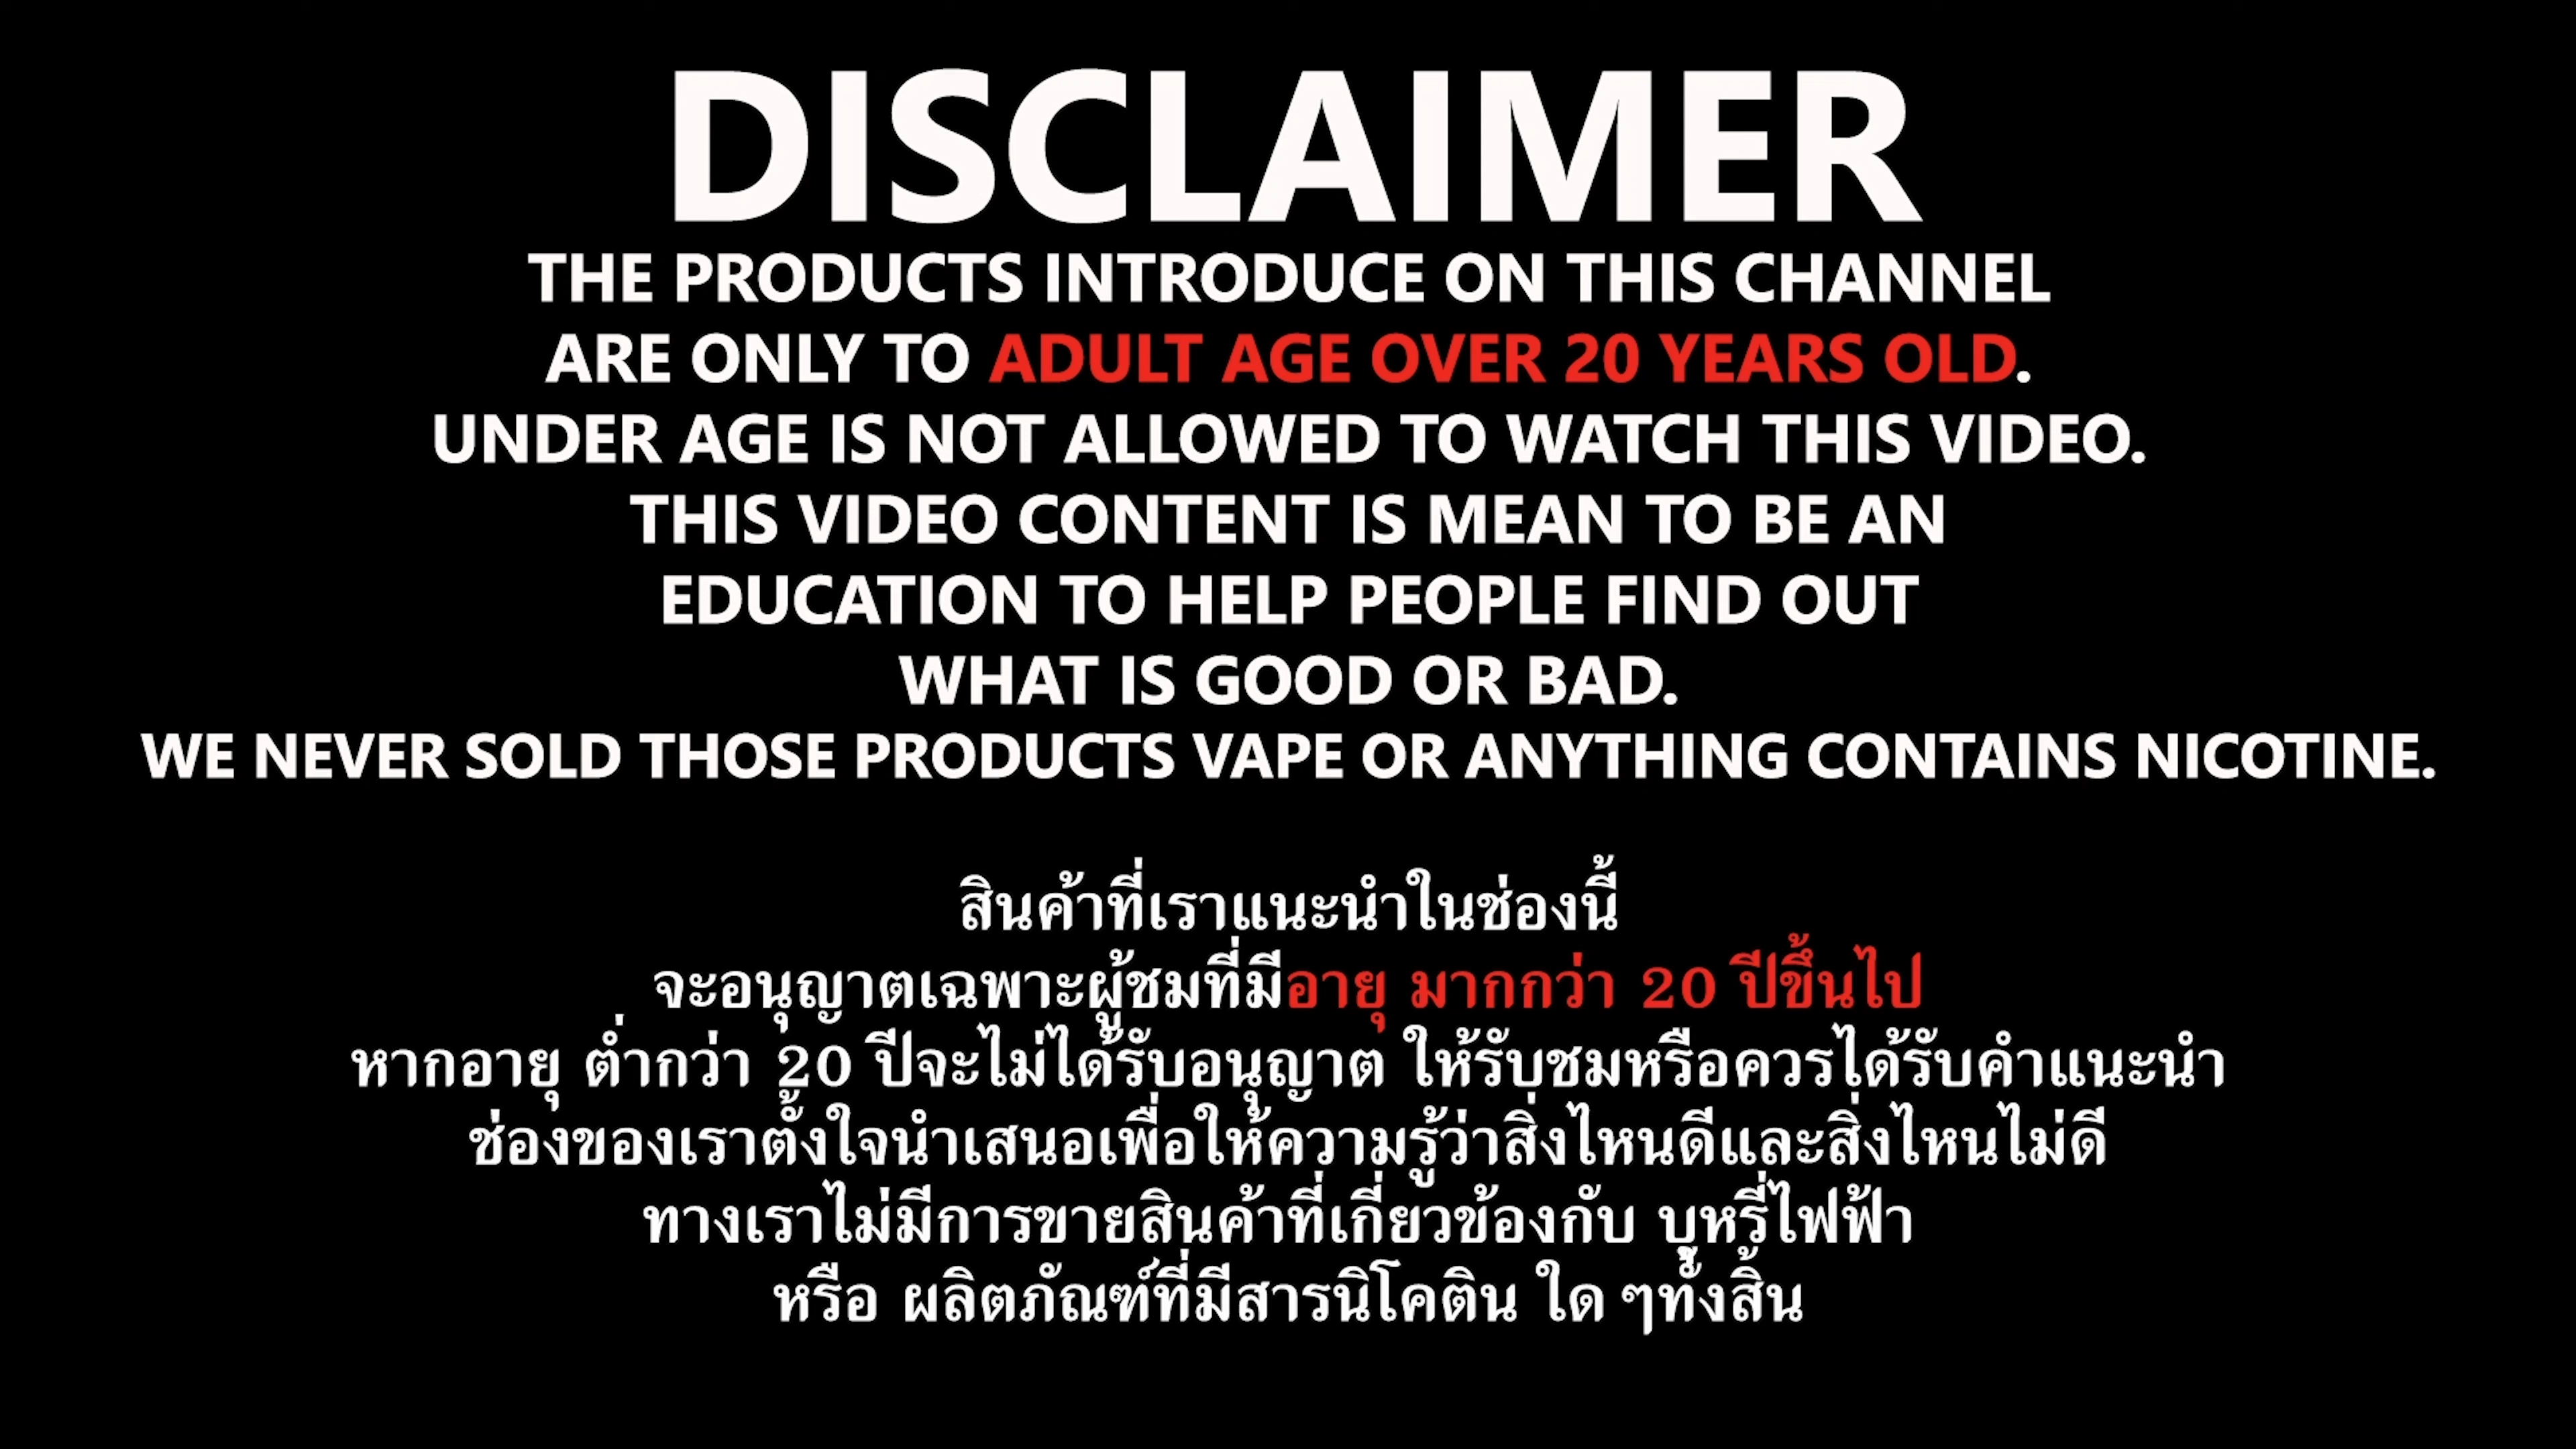 DISCLAIMER
THE PRODUCTS INTRODUCE ON THIS CHANNEL
ARE ONLY TO ADULT AGE OVER 20 YEARS OLD.
UNDER AGE IS NOT ALLOWED TO WATCH THIS VIDEO.
THIS VIDEO CONTENT IS MEAN TO BE AN
EDUCATION TO HELP PEOPLE FIND OUT
WHAT IS GOOD OR BAD.
WE NEVER SOLD THOSE PRODUCTS VAPE OR ANYTHING CONTAINS NICOTINE.
สินค้าที่เราแนะนำในช่องนี้
จะอนุญาตเฉพาะผู้ชมที่มีอายุ มากกว่า 20 ปีขึ้นไป
หากอายุ ต่ำกว่า 20 ปีจะไม่ได้รับอนุญาต ให้รับชมหรือควรได้รับคำแนะนำ
ช่องของเราตั้งใจนำเสนอเพื่อให้ความรู้ว่าสิ่งไหนดีและสิ่งไหนไม่ดี
ทางเราไม่มีการขายสินค้าที่เกี่ยวข้องกับ บุหรี่ไฟฟ้า
หรือ ผลิตภัณฑ์ที่มีสารนิโคติน ใด ๆทั้งสิ้น